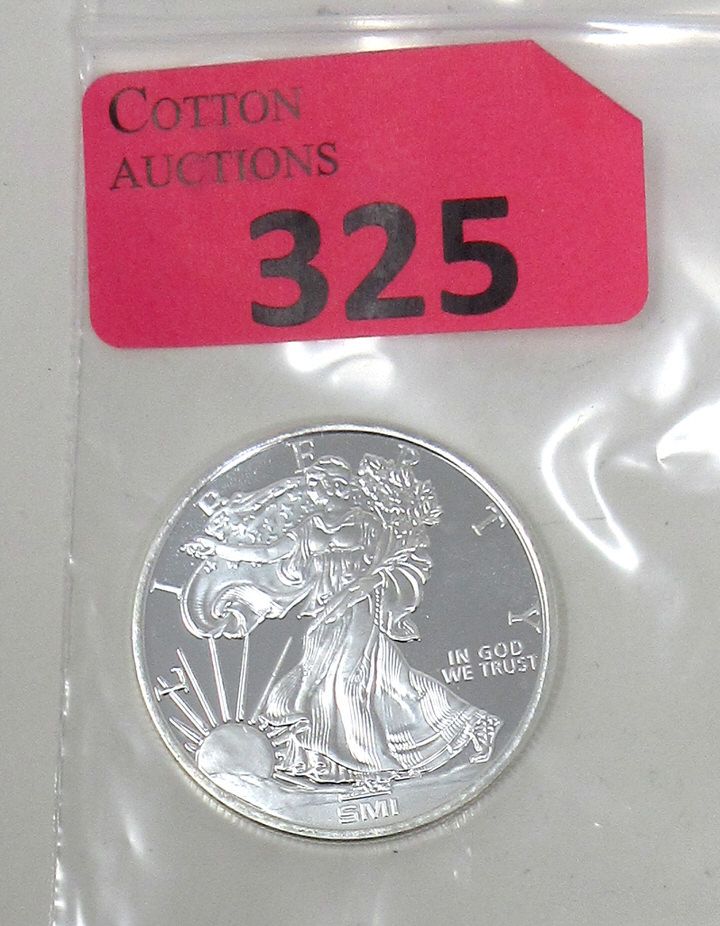 COTTON
AUCTIONS
325
LIBERTY
IN GOD
WE TRUST
SMI